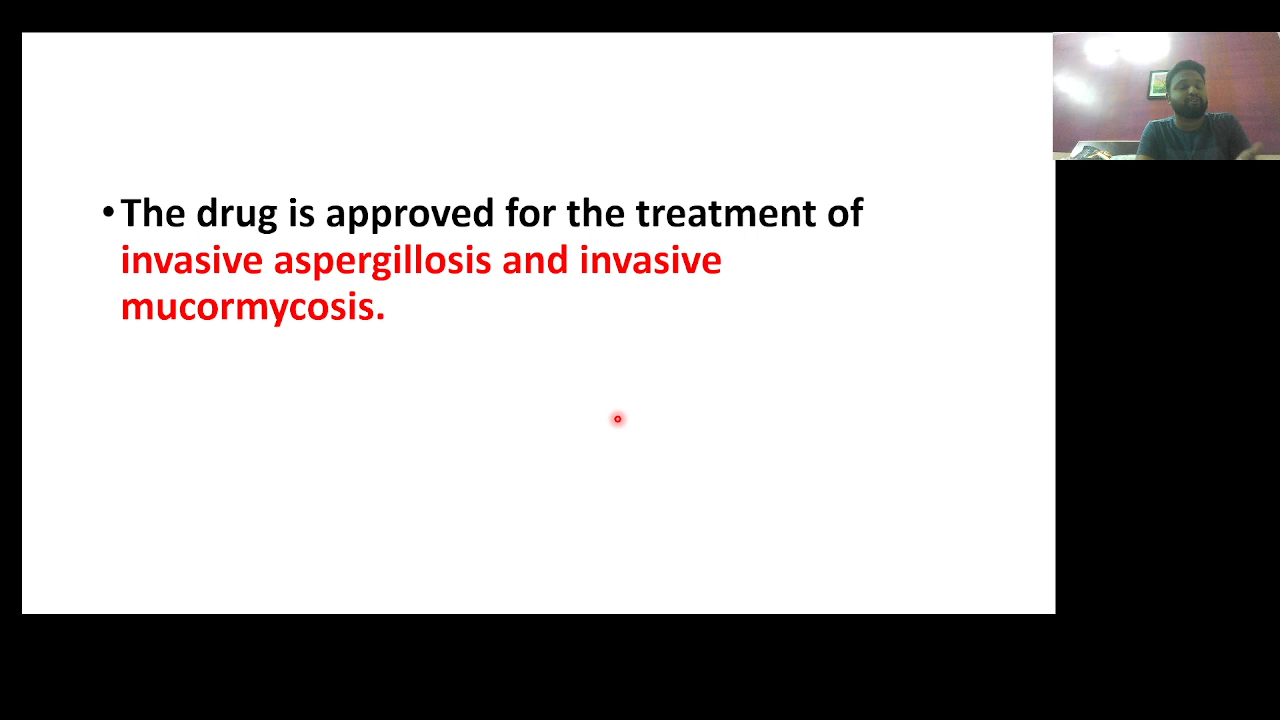 •The drug is approved for the treatment of
invasive aspergillosis and invasive
mucormycosis.